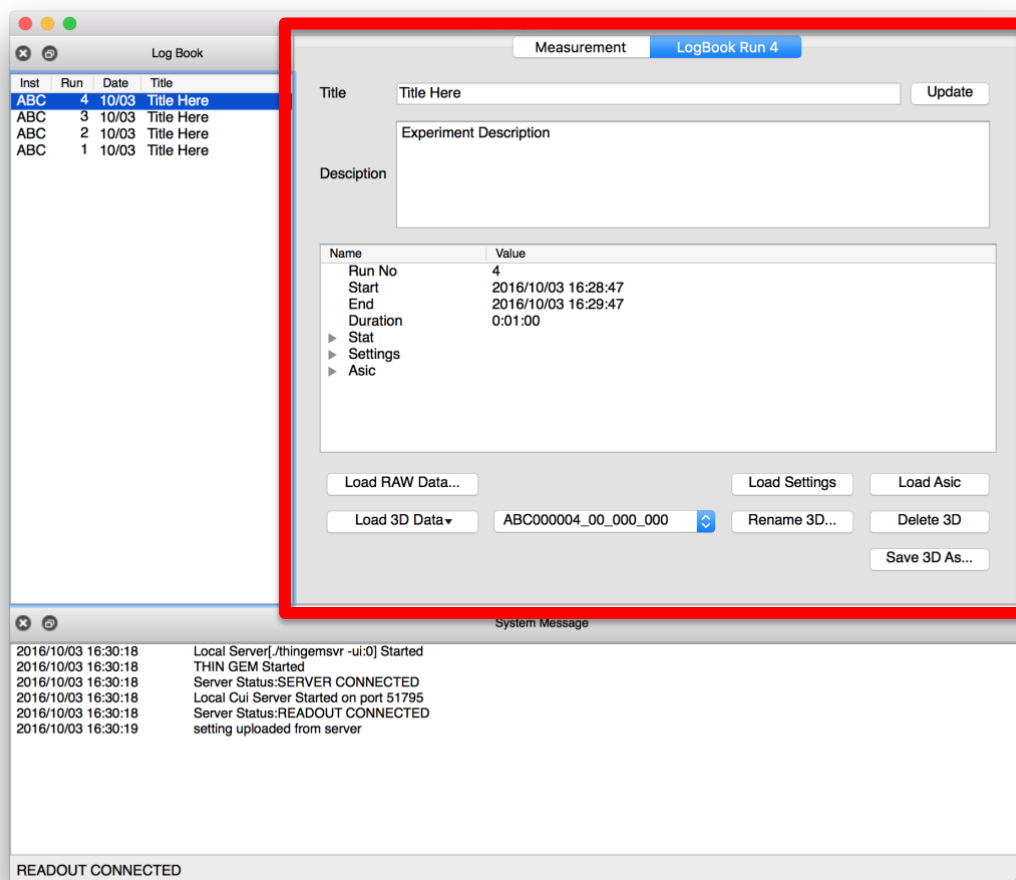 Log Book
Inst Run Date Title
ABC 4 10/03 Title Here
ABC 3 10/03 Title Here
ABC 2 10/03 Title Here
ABC 1 10/03 Title Here
Measurement LogBook Run 4
Title Title Here Update
Desciption Experiment Description
Name Value
Run No 4
Start 2016/10/03 16:28:47
End 2016/10/03 16:29:47
Duration 0:01:00
Stat
Settings
Asic
Load RAW Data... Load Settings Load Asic
Load 3D Data ABC000004_00_000_000 Rename 3D... Delete 3D
Save 3D As...
System Message
2016/10/03 16:30:18 Local Server[./thingemsvr -ui:0] Started
2016/10/03 16:30:18 THIN GEM Started
2016/10/03 16:30:18 Server Status:SERVER CONNECTED
2016/10/03 16:30:18 Local Cui Server Started on port 51795
2016/10/03 16:30:18 Server Status:READOUT CONNECTED
2016/10/03 16:30:19 setting uploaded from server
READOUT CONNECTED